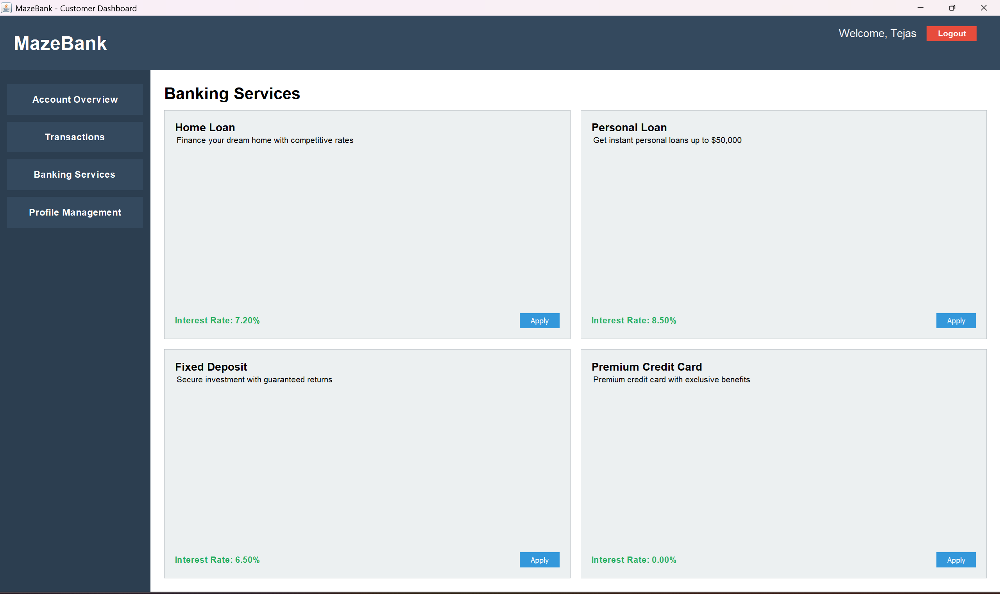 MazeBank - Customer Dashboard
MazeBank
Welcome, Tejas
Logout
Account Overview
Transactions
Banking Services
Profile Management
Banking Services
Home Loan
Finance your dream home with competitive rates
Interest Rate: 7.20%
Apply
Personal Loan
Get instant personal loans up to $50,000
Interest Rate: 8.50%
Apply
Fixed Deposit
Secure investment with guaranteed returns
Interest Rate: 6.50%
Apply
Premium Credit Card
Premium credit card with exclusive benefits
Interest Rate: 0.00%
Apply